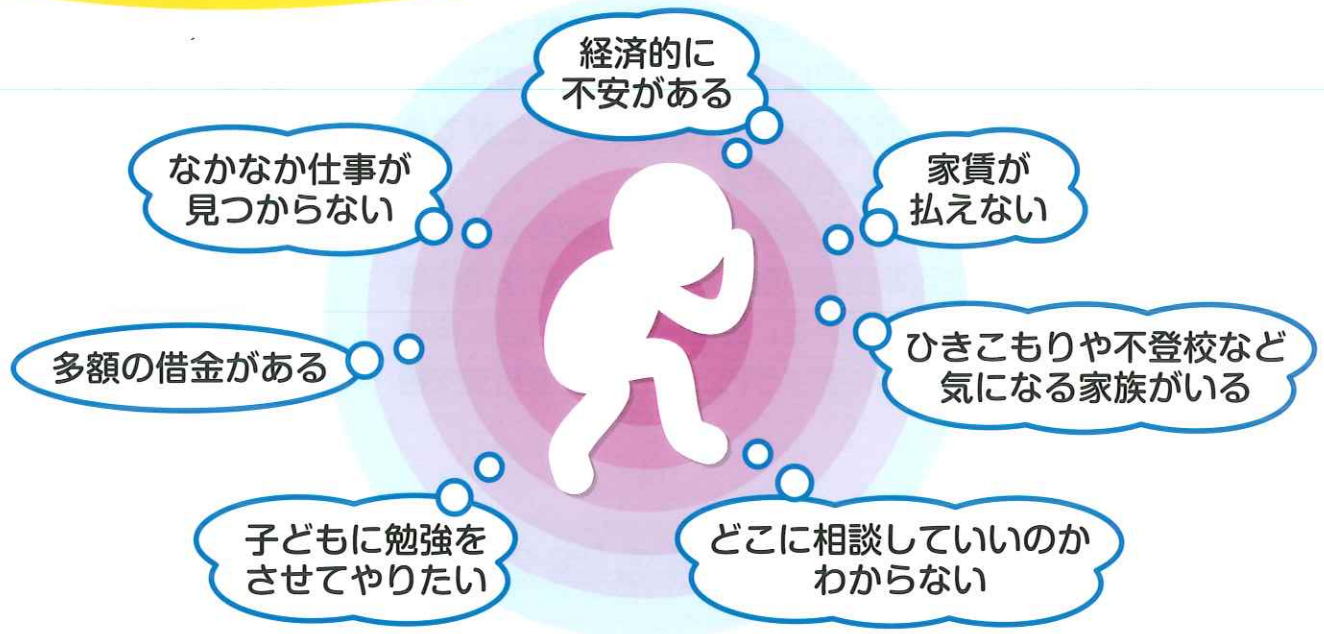 経済的に
不安がある
なかなか仕事が
見つからない
家賃が
払えない
多額の借金がある
ひきこもりや不登校など
気になる家族がいる
子どもに勉強を
させてやりたい
どこに相談していいのか
わからない